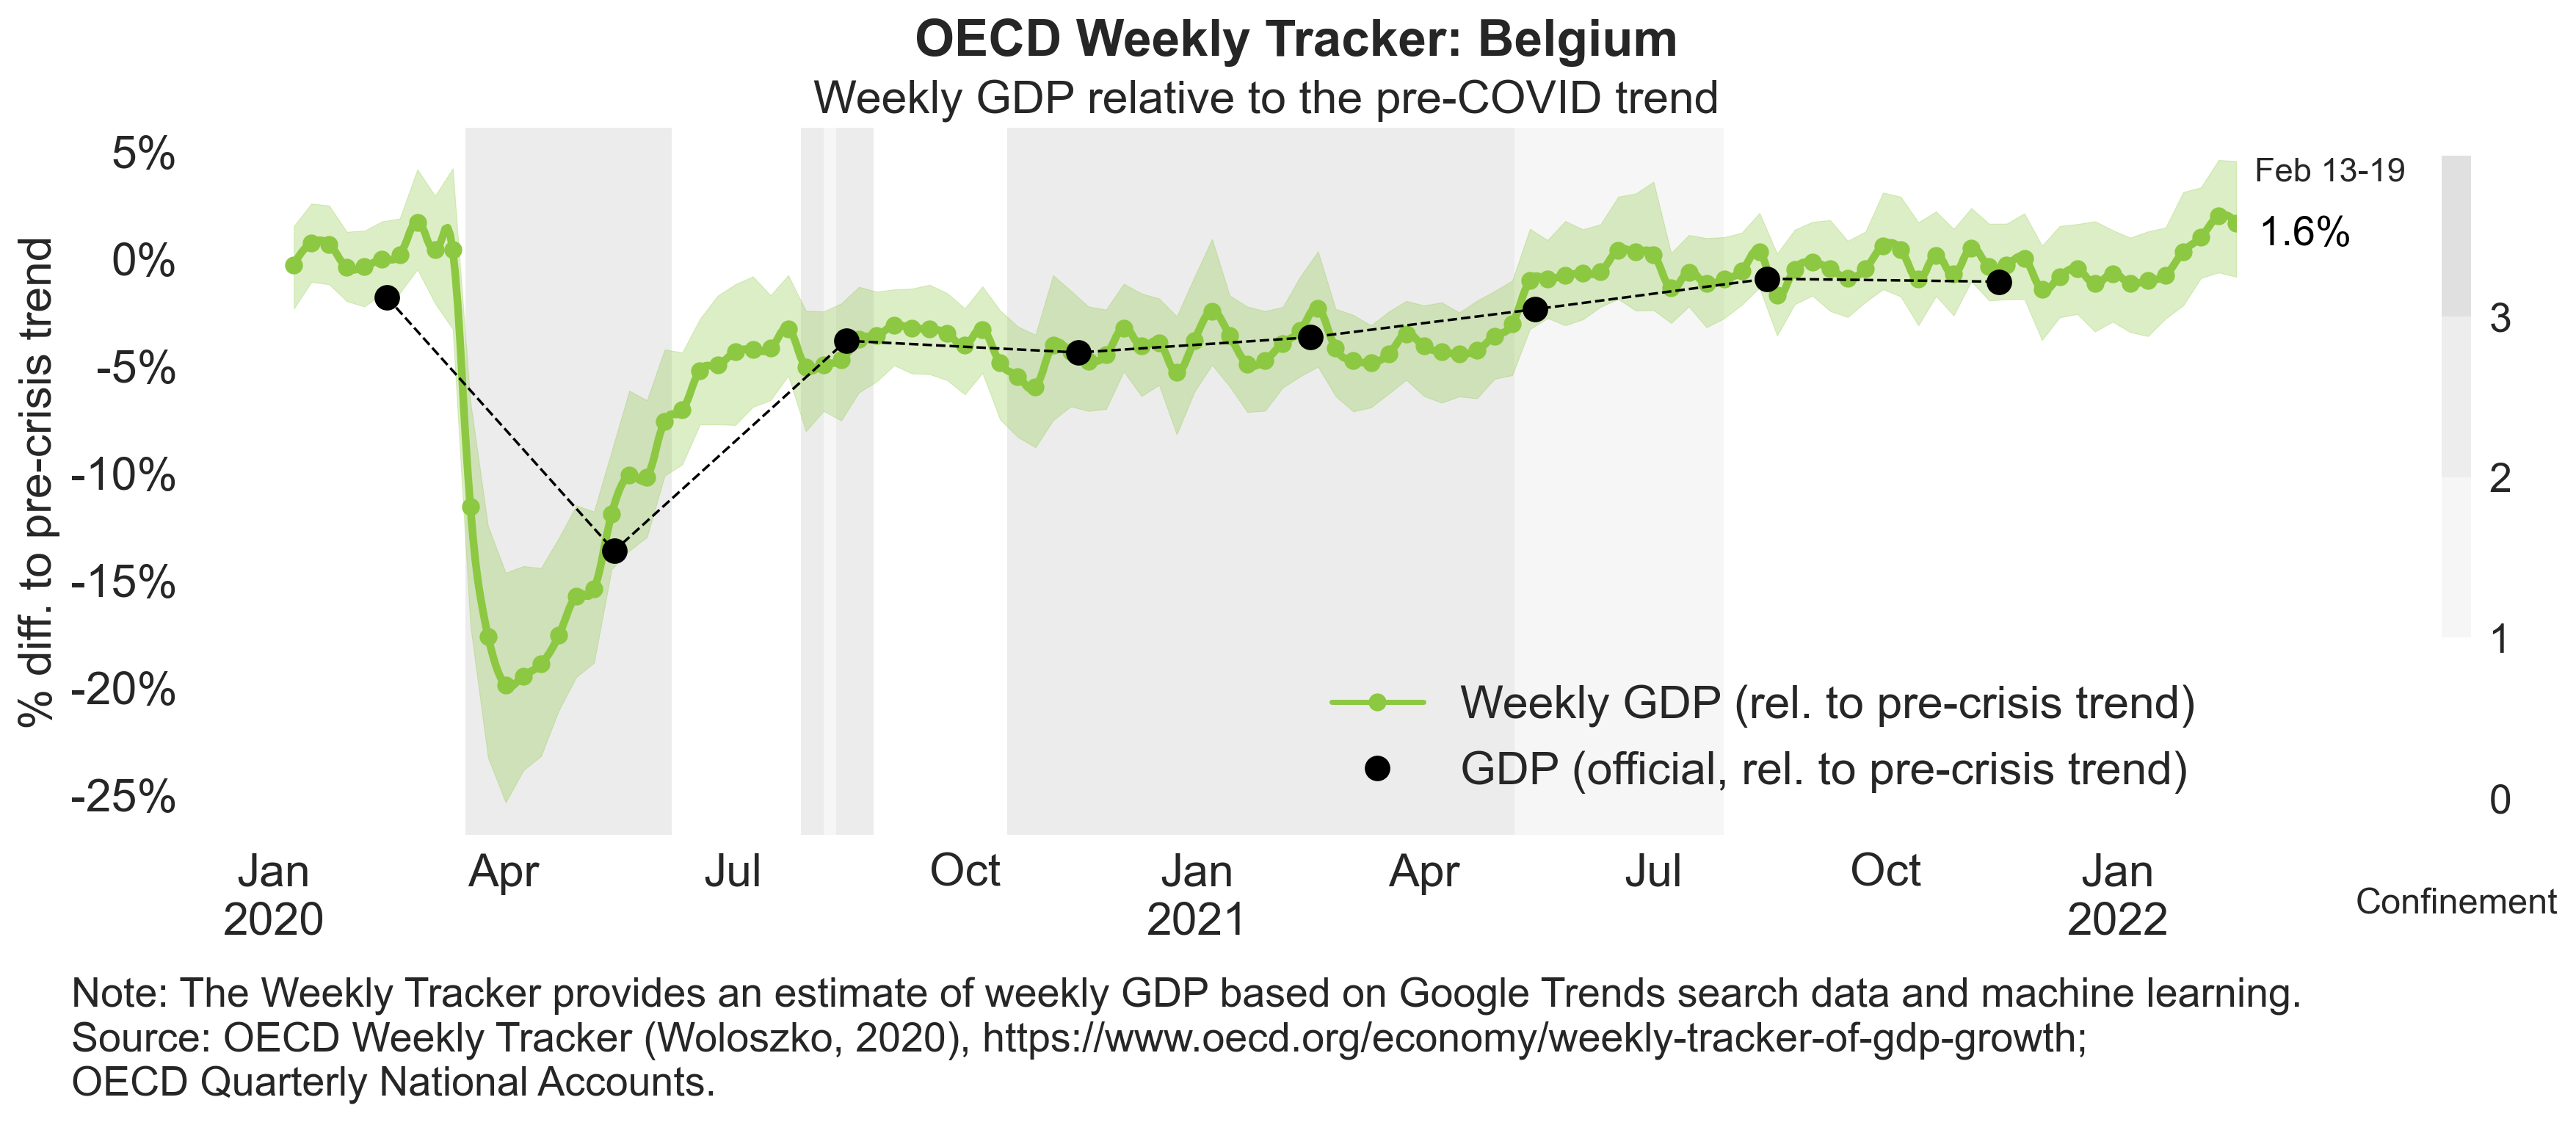 OECD Weekly Tracker: Belgium
Weekly GDP relative to the pre-COVID trend
% diff. to pre-crisis trend
5%
0%
-5%
-10%
-15%
-20%
-25%
Feb 13-19
1.6%
3
2
1
0
Confinement
Weekly GDP (rel. to pre-crisis trend)
GDP (official, rel. to pre-crisis trend)
Jan Apr Jul Oct Jan Apr Jul Oct Jan
2020 2021 2022
Note: The Weekly Tracker provides an estimate of weekly GDP based on Google Trends search data and machine learning.
Source: OECD Weekly Tracker (Woloszko, 2020), https://www.oecd.org/economy/weekly-tracker-of-gdp-growth;
OECD Quarterly National Accounts.